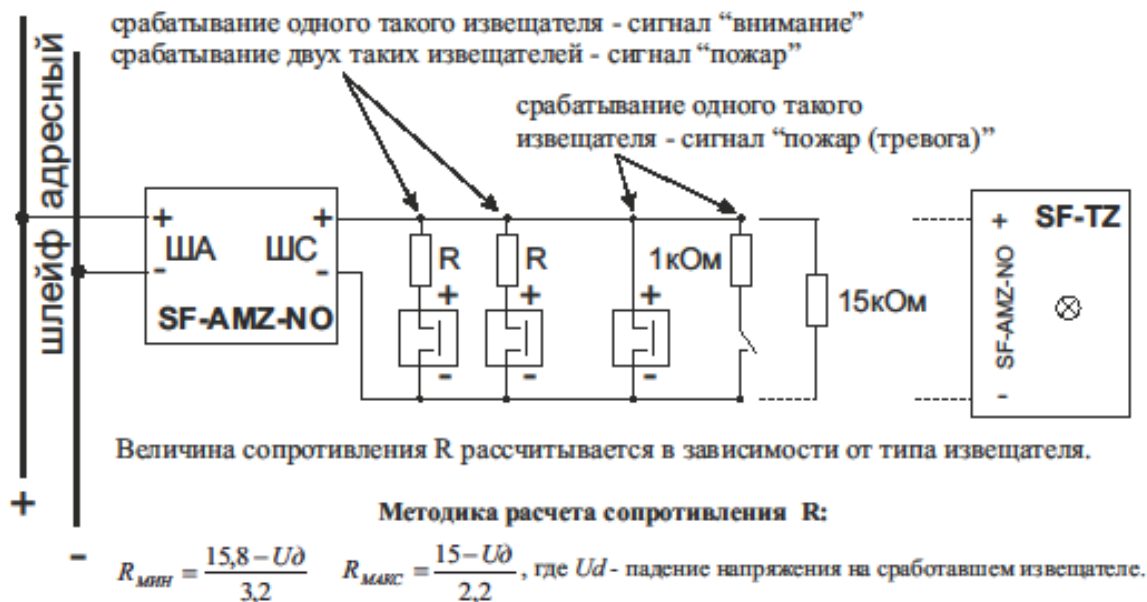 срабатывание одного такого извещателя - сигнал “внимание”
срабатывание двух таких извещателей - сигнал “пожар”
срабатывание одного такого
извещателя - сигнал “пожар (тревога)”
шлейф адресный
+ +
ША ШС
- -
SF-AMZ-NO
R
+
-
R
+
-
+
-
1кОм
15кОм
+ SF-TZ
SF-AMZ-NO
-
Величина сопротивления R рассчитывается в зависимости от типа извещателя.
+
-
Методика расчета сопротивления R:
R_МИН = (15,8 − Uд) / 3,2    R_МАКС = (15 − Uд) / 2,2 , где Ud - падение напряжения на сработавшем извещателе.